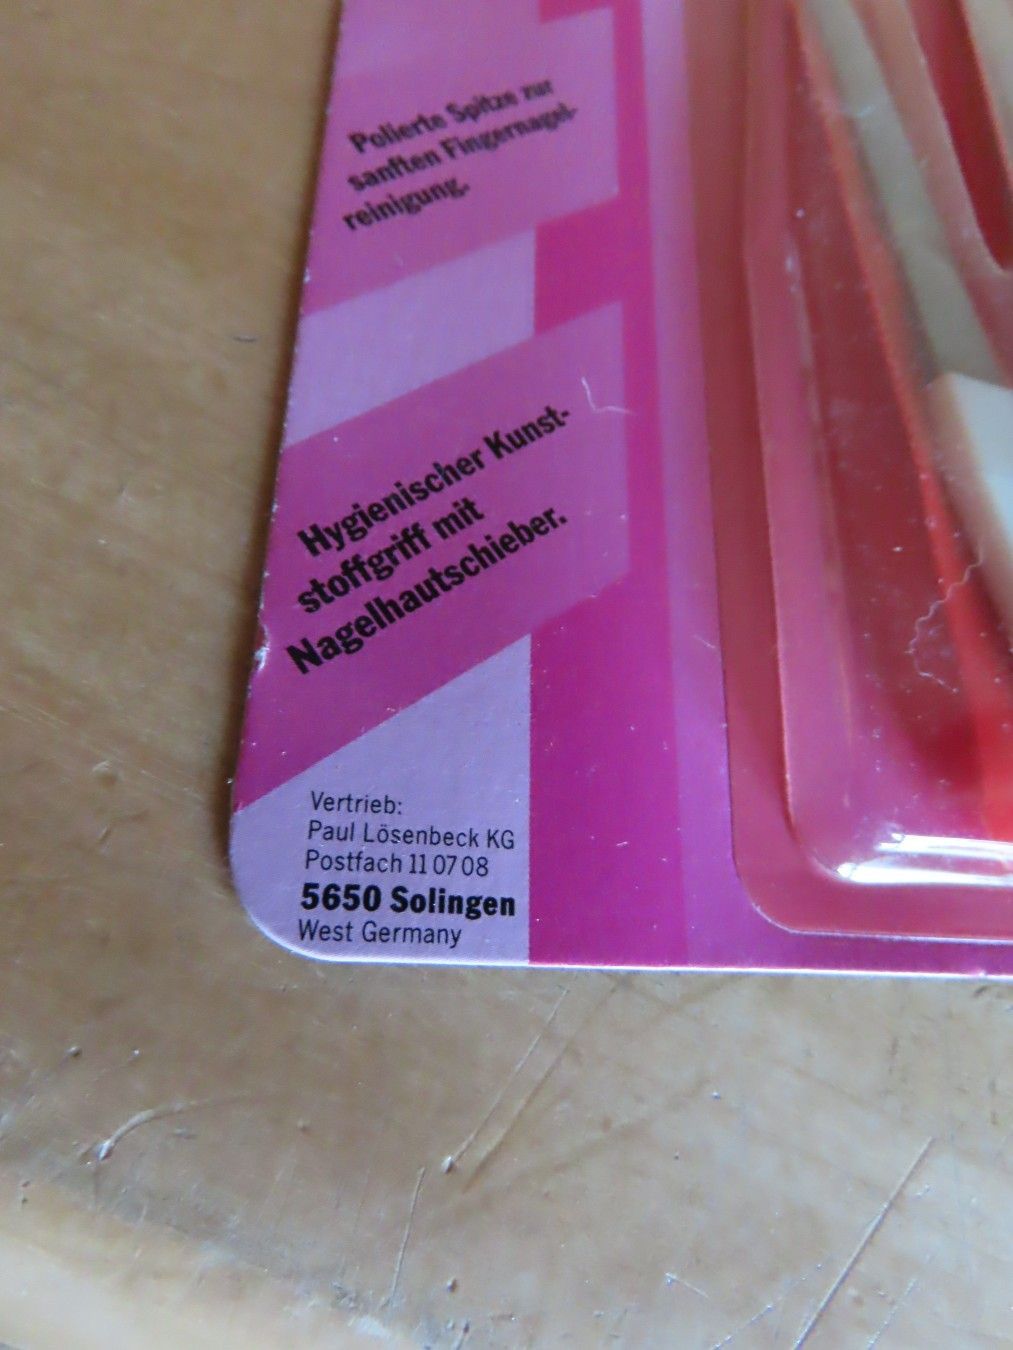 Polierte Spitze zur
sanften Fingernagel-
reinigung.
Hygienischer Kunst-
stoffgriff mit
Nagelhautschieber.
Vertrieb:
Paul Lösenbeck KG
Postfach 11 07 08
5650 Solingen
West Germany